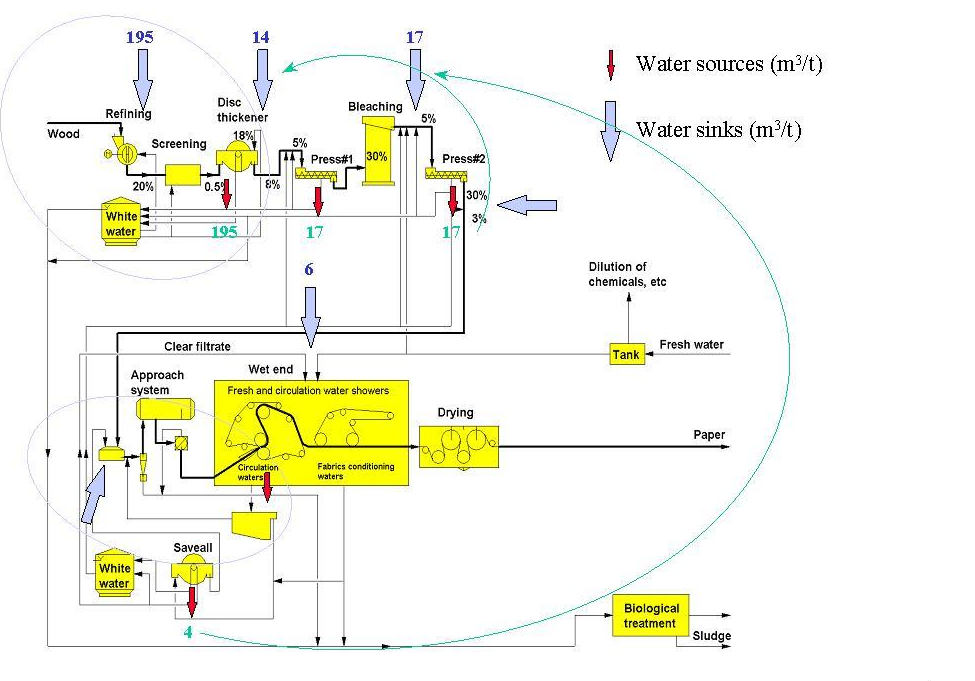 195
14
17
Water sources (m³/t)
Water sinks (m³/t)
Refining
Disc
thickener
Bleaching
Wood
Screening
18%
5%
5%
Press#1
30%
Press#2
20%
0.5%
8%
30%
3%
White
water
195
17
17
6
Dilution of
chemicals, etc
Clear filtrate
Tank
Fresh water
Wet end
Approach
system
Fresh and circulation water showers
Drying
Paper
Circulation
waters
Fabrics conditioning
waters
Saveall
White
water
4
Biological
treatment
Sludge